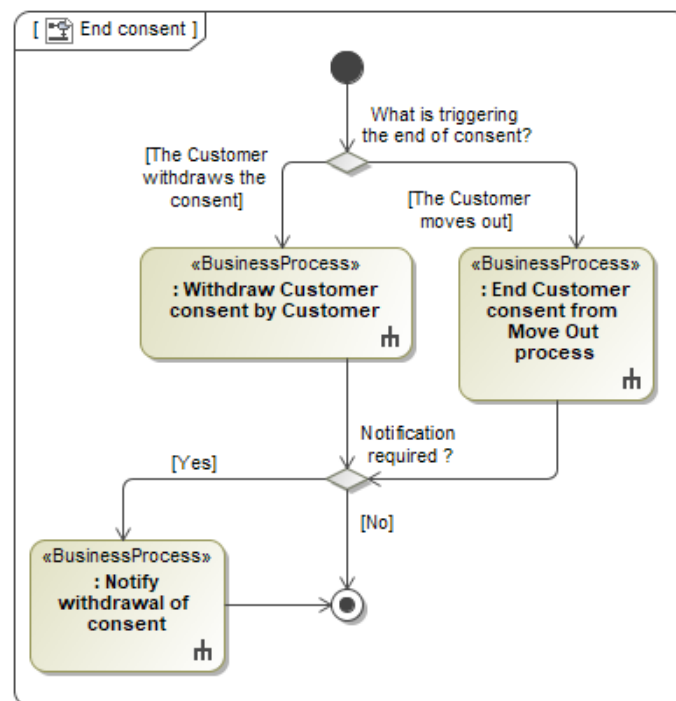 [ End consent ]
What is triggering
the end of consent?
[The Customer
withdraws the
consent]
[The Customer
moves out]
«BusinessProcess»
: Withdraw Customer
consent by Customer
«BusinessProcess»
: End Customer
consent from
Move Out
process
Notification
required ?
[Yes]
[No]
«BusinessProcess»
: Notify
withdrawal of
consent